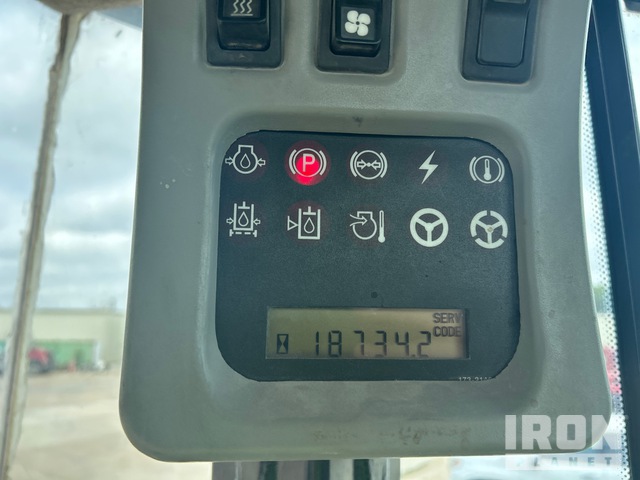 P
SERV
CODE
18734.2
IRON
PLANET